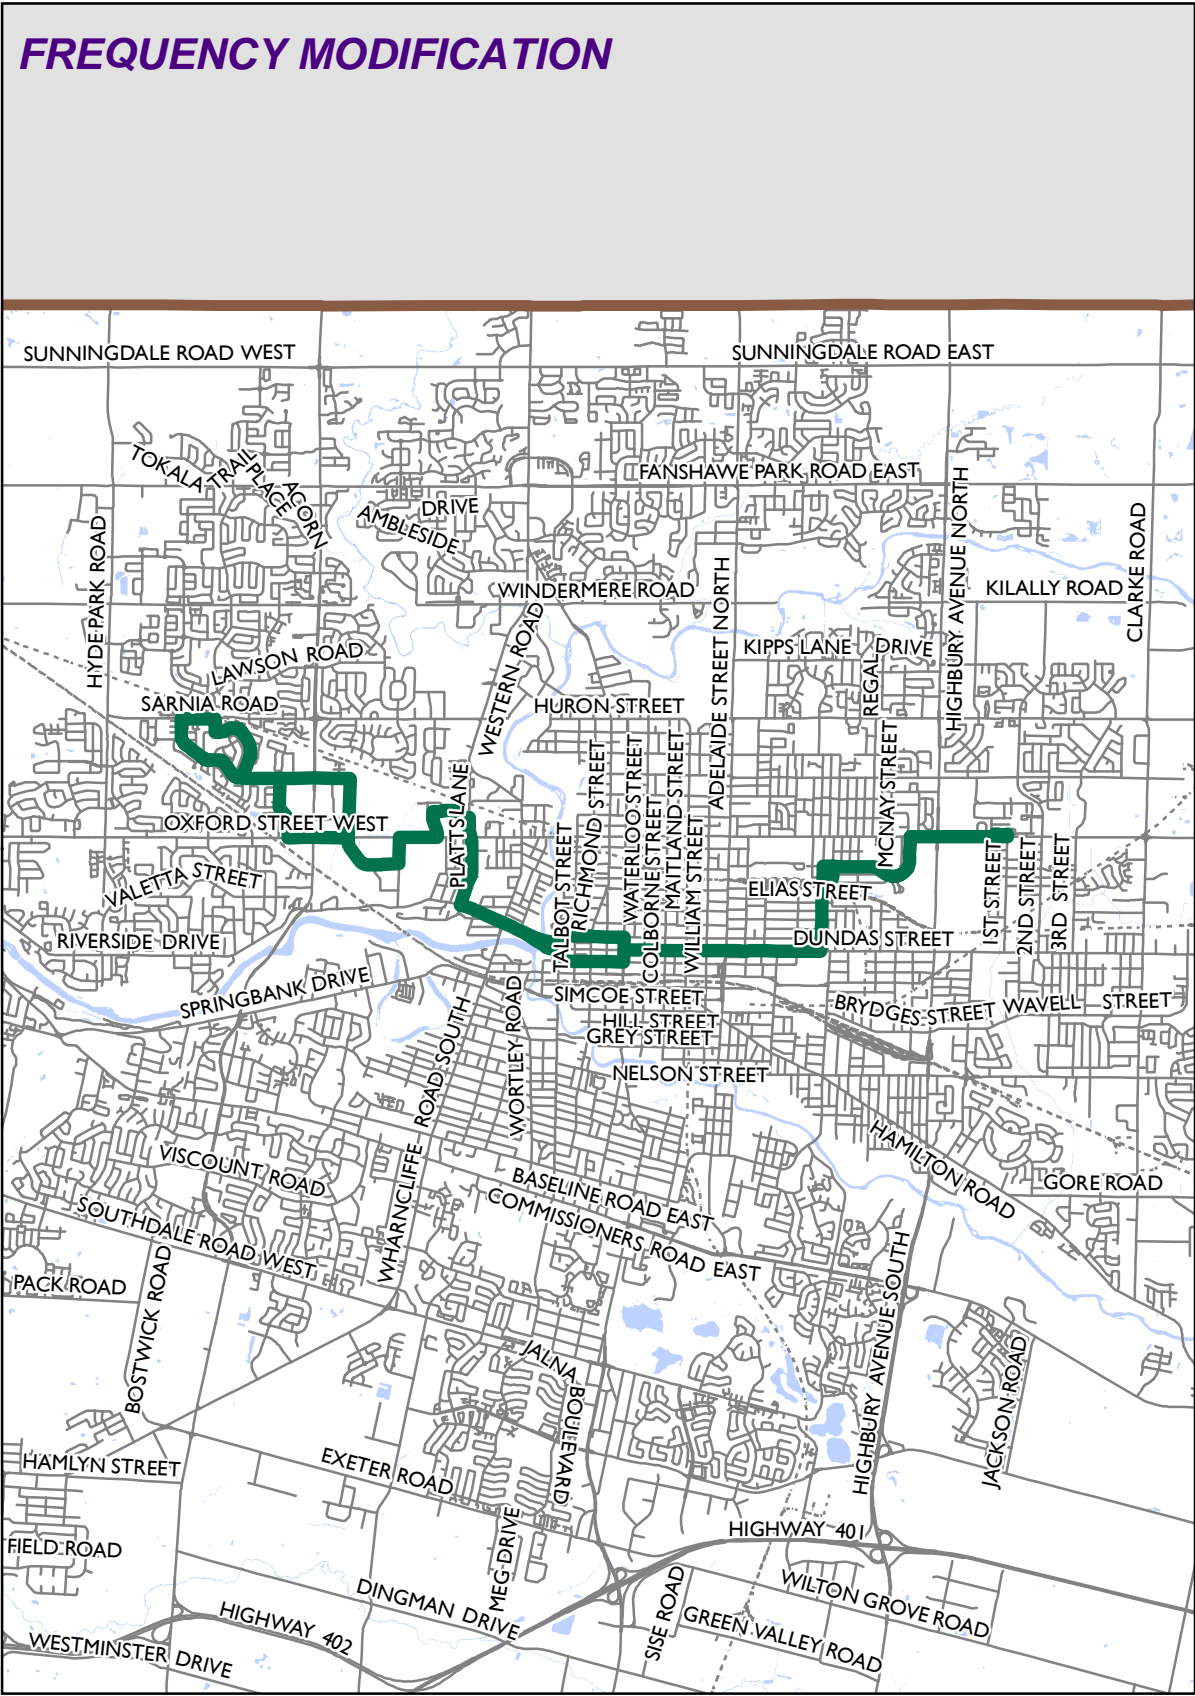 FREQUENCY MODIFICATION
SUNNINGDALE ROAD WEST
SUNNINGDALE ROAD EAST
TOKALA TRAIL
PLACE
ACORN
FANSHAWE PARK ROAD EAST
DRIVE
AMBLESIDE
HYDE PARK ROAD
HIGHBURY AVENUE NORTH
CLARKE ROAD
WINDERMERE ROAD
KILALLY ROAD
ADELAIDE STREET NORTH
WESTERN ROAD
LAWSON ROAD
KIPPS LANE
REGAL DRIVE
SARNIA ROAD
HURON STREET
PLATTS LANE
TALBOT STREET
RICHMOND STREET
WATERLOO STREET
COLBORNE STREET
MAITLAND STREET
WILLIAM STREET
MCNAY STREET
OXFORD STREET WEST
VALETTA STREET
ELIAS STREET
1ST STREET
2ND STREET
3RD STREET
RIVERSIDE DRIVE
DUNDAS STREET
SPRINGBANK DRIVE
SIMCOE STREET
BRYDGES STREET
WAVELL STREET
HILL STREET
GREY STREET
WORTLEY ROAD
WHARNCLIFFE ROAD SOUTH
NELSON STREET
HAMILTON ROAD
VISCOUNT ROAD
BASELINE ROAD EAST
GORE ROAD
COMMISSIONERS ROAD EAST
SOUTHDALE ROAD WEST
PACK ROAD
BOSTWICK ROAD
HIGHBURY AVENUE SOUTH
JALNA BOULEVARD
JACKSON ROAD
HAMLYN STREET
EXETER ROAD
MEG DRIVE
HIGHWAY 401
FIELD ROAD
DINGMAN DRIVE
WILTON GROVE ROAD
SISE ROAD
GREEN VALLEY ROAD
HIGHWAY 402
WESTMINSTER DRIVE